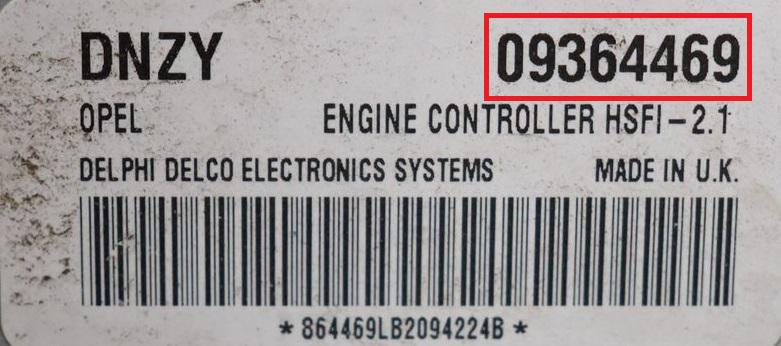 DNZY 09364469
OPEL ENGINE CONTROLLER HSFI-2.1
DELPHI DELCO ELECTRONICS SYSTEMS MADE IN U.K.
*864469LB2094224B*